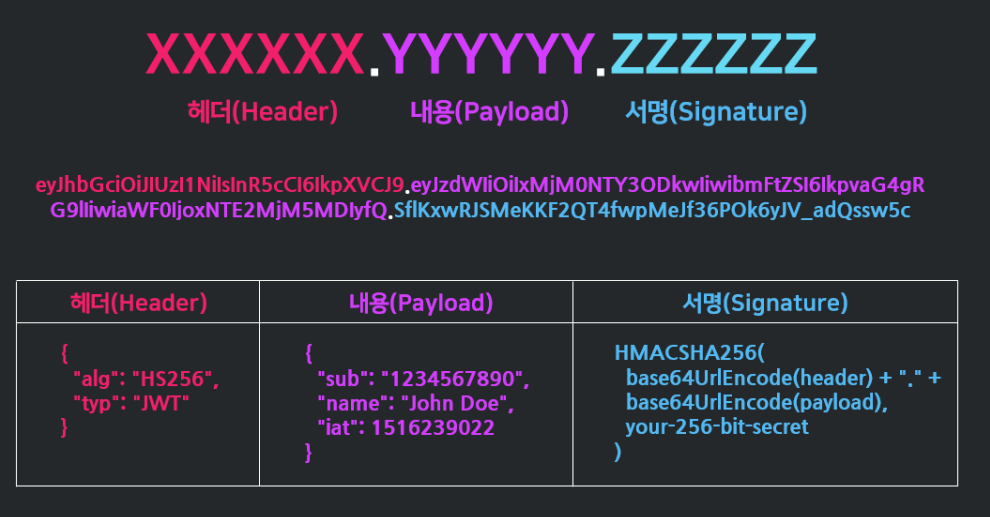 XXXXXX.YYYYYY.ZZZZZZ
헤더(Header) 내용(Payload) 서명(Signature)
eyJhbGciOiJIUzI1NiIsInR5cCI6IkpXVCJ9.eyJzdWIiOiIxMjM0NTY3ODkwIiwibmFtZSI6IkpvaG4gR
G9lIiwiaWF0IjoxNTE2MjM5MDIyfQ.SflKxwRJSMeKKF2QT4fwpMeJf36POk6yJV_adQssw5c
헤더(Header) 내용(Payload) 서명(Signature)
{
"alg": "HS256",
"typ": "JWT"
}
{
"sub": "1234567890",
"name": "John Doe",
"iat": 1516239022
}
HMACSHA256(
base64UrlEncode(header) + "." +
base64UrlEncode(payload),
your-256-bit-secret
)